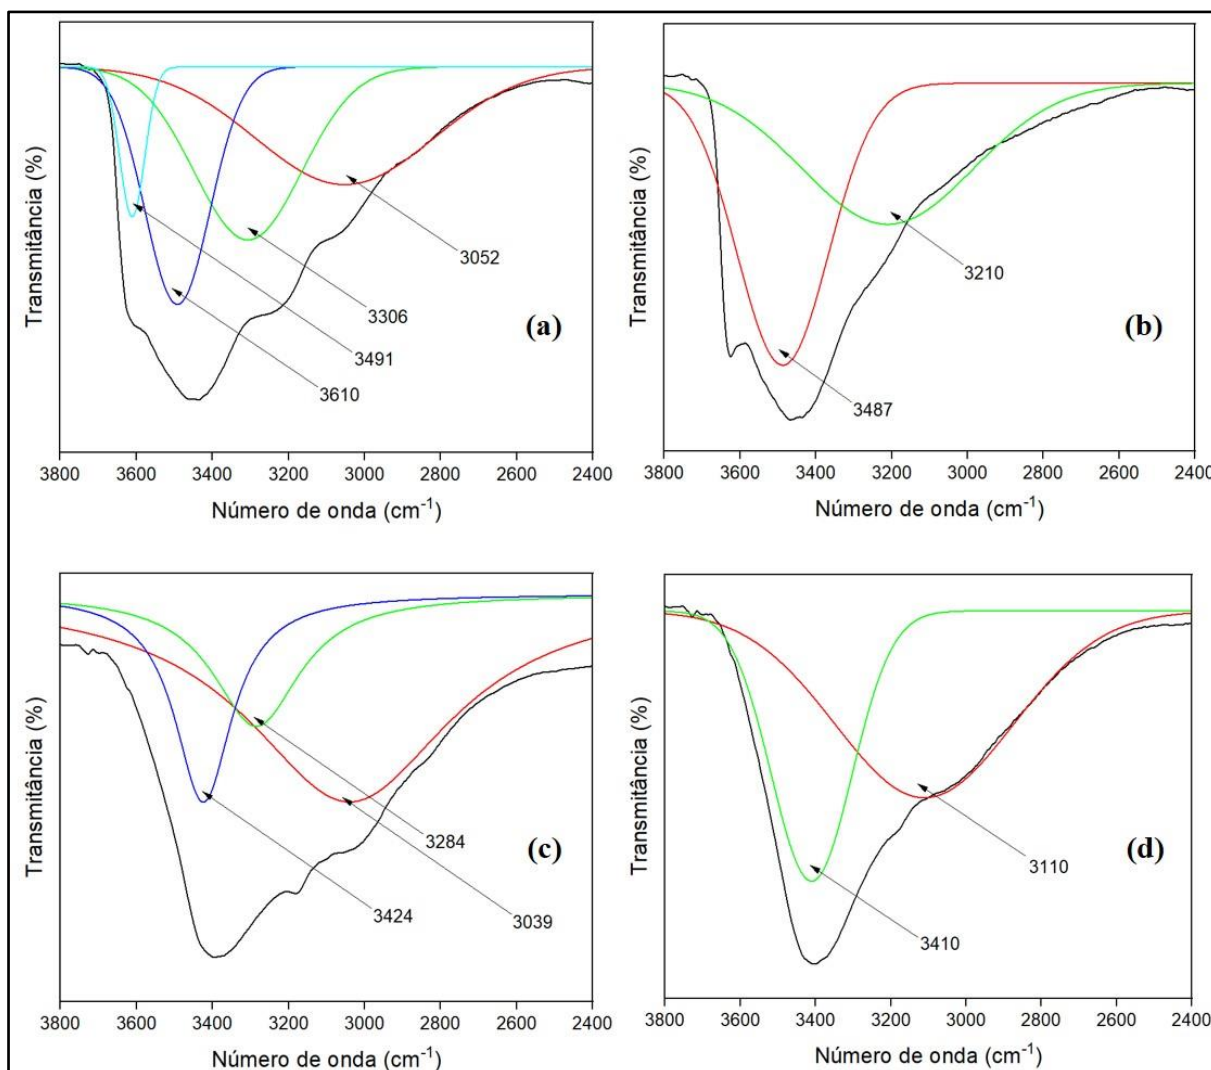 Transmitância (%)
3052
3306
3491
3610
(a)
3800 3600 3400 3200 3000 2800 2600 2400
Número de onda (cm⁻¹)
Transmitância (%)
3210
3487
(b)
3800 3600 3400 3200 3000 2800 2600 2400
Número de onda (cm⁻¹)
Transmitância (%)
3284
3424
3039
(c)
3800 3600 3400 3200 3000 2800 2600 2400
Número de onda (cm⁻¹)
Transmitância (%)
3110
3410
(d)
3800 3600 3400 3200 3000 2800 2600 2400
Número de onda (cm⁻¹)